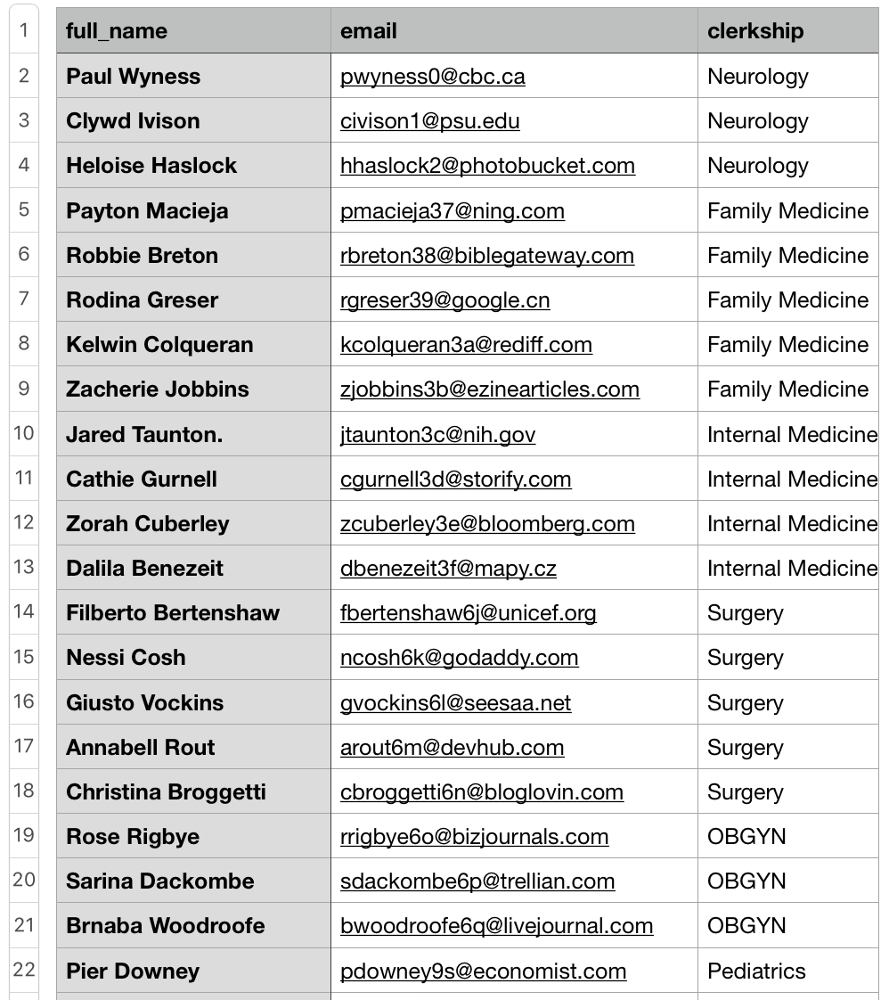 1 full_name email clerkship
2 Paul Wyness pwyness0@cbc.ca Neurology
3 Clywd Ivison civison1@psu.edu Neurology
4 Heloise Haslock hhaslock2@photobucket.com Neurology
5 Payton Macieja pmacieja37@ning.com Family Medicine
6 Robbie Breton rbreton38@biblegateway.com Family Medicine
7 Rodina Greser rgreser39@google.cn Family Medicine
8 Kelwin Colqueran kcolqueran3a@rediff.com Family Medicine
9 Zacherie Jobbins zjobbins3b@ezinearticles.com Family Medicine
10 Jared Taunton. jtaunton3c@nih.gov Internal Medicine
11 Cathie Gurnell cgurnell3d@storify.com Internal Medicine
12 Zorah Cuberley zcuberley3e@bloomberg.com Internal Medicine
13 Dalila Benezeit dbenezeit3f@mapy.cz Internal Medicine
14 Filberto Bertenshaw fbertenshaw6j@unicef.org Surgery
15 Nessi Cosh ncosh6k@godaddy.com Surgery
16 Giusto Vockins gvockins6l@seesaa.net Surgery
17 Annabell Rout arout6m@devhub.com Surgery
18 Christina Broggetti cbroggetti6n@bloglovin.com Surgery
19 Rose Rigbye rrigbye6o@bizjournals.com OBGYN
20 Sarina Dackombe sdackombe6p@trellian.com OBGYN
21 Brnaba Woodroofe bwoodroofe6q@livejournal.com OBGYN
22 Pier Downey pdowney9s@economist.com Pediatrics